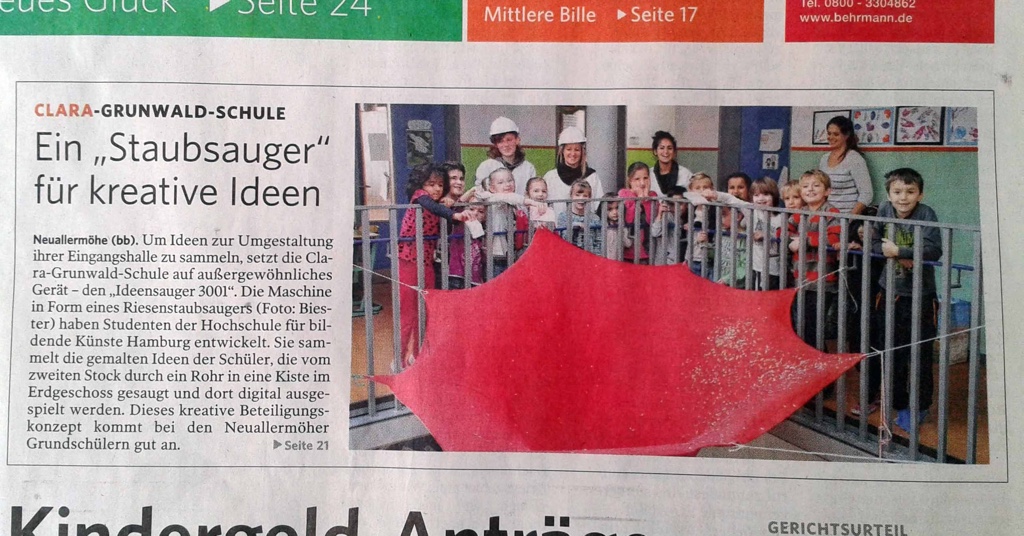 Seite 24
Mittlere Bille ▶Seite 17
Tel. 0800 - 3304862
www.behrmann.de
CLARA-GRUNWALD-SCHULE
Ein „Staubsauger“
für kreative Ideen
Neuallermöhe (bb). Um Ideen zur Umgestaltung
ihrer Eingangshalle zu sammeln, setzt die Cla-
ra-Grunwald-Schule auf außergewöhnliches
Gerät – den „Ideensauger 3001“. Die Maschine
in Form eines Riesenstaubsaugers (Foto: Bies-
ter) haben Studenten der Hochschule für bil-
dende Künste Hamburg entwickelt. Sie sam-
melt die gemalten Ideen der Schüler, die vom
zweiten Stock durch ein Rohr in eine Kiste im
Erdgeschoss gesaugt und dort digital ausge-
spielt werden. Dieses kreative Beteiligungs-
konzept kommt bei den Neuallermöher
Grundschülern gut an. ▶Seite 21
Kindergeld-Anträge
GERICHTSURTEIL